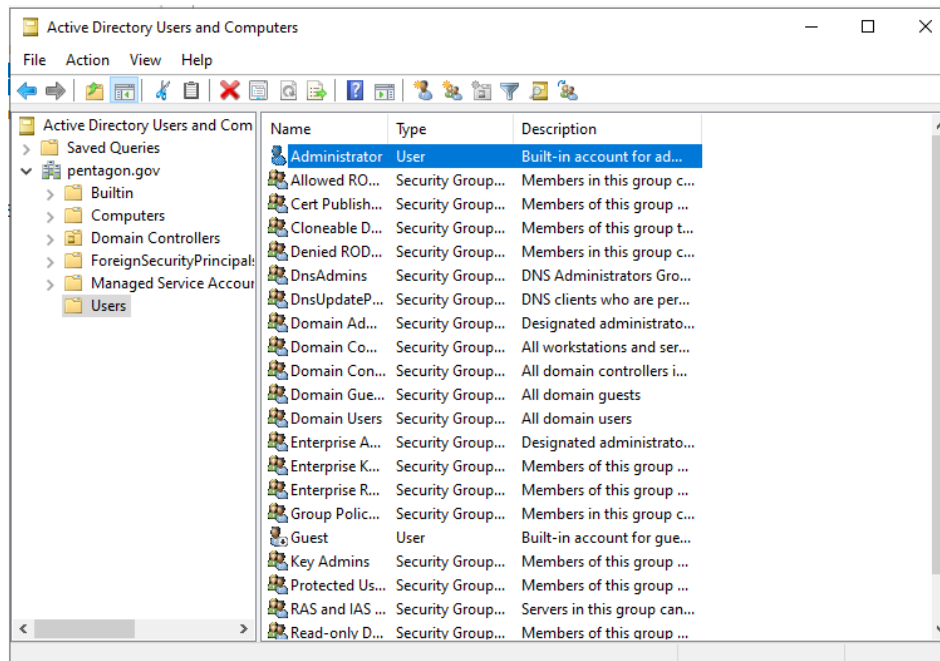 Active Directory Users and Computers
File Action View Help
Active Directory Users and Com
Saved Queries
pentagon.gov
Builtin
Computers
Domain Controllers
ForeignSecurityPrincipals
Managed Service Accour
Users
Name Type Description
Administrator User Built-in account for ad...
Allowed RO... Security Group... Members in this group c...
Cert Publish... Security Group... Members of this group ...
Cloneable D... Security Group... Members of this group t...
Denied ROD... Security Group... Members in this group c...
DnsAdmins Security Group... DNS Administrators Gro...
DnsUpdateP... Security Group... DNS clients who are per...
Domain Ad... Security Group... Designated administrato...
Domain Co... Security Group... All workstations and ser...
Domain Con... Security Group... All domain controllers i...
Domain Gue... Security Group... All domain guests
Domain Users Security Group... All domain users
Enterprise A... Security Group... Designated administrato...
Enterprise K... Security Group... Members of this group ...
Enterprise R... Security Group... Members of this group ...
Group Polic... Security Group... Members in this group c...
Guest User Built-in account for gue...
Key Admins Security Group... Members of this group ...
Protected Us... Security Group... Members of this group ...
RAS and IAS ... Security Group... Servers in this group can...
Read-only D... Security Group... Members of this group ...